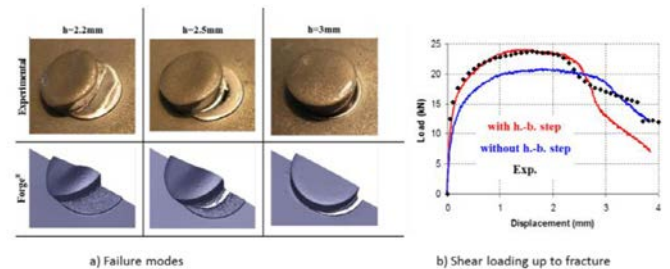 h=2.2mm h=2.5mm h=3mm
Experimental
Forge®
a) Failure modes
25
20
15
10
5
0
Load (kN)
with h.-b. step
without h.-b. step
Exp.
0 1 2 3 4
Displacement (mm)
b) Shear loading up to fracture